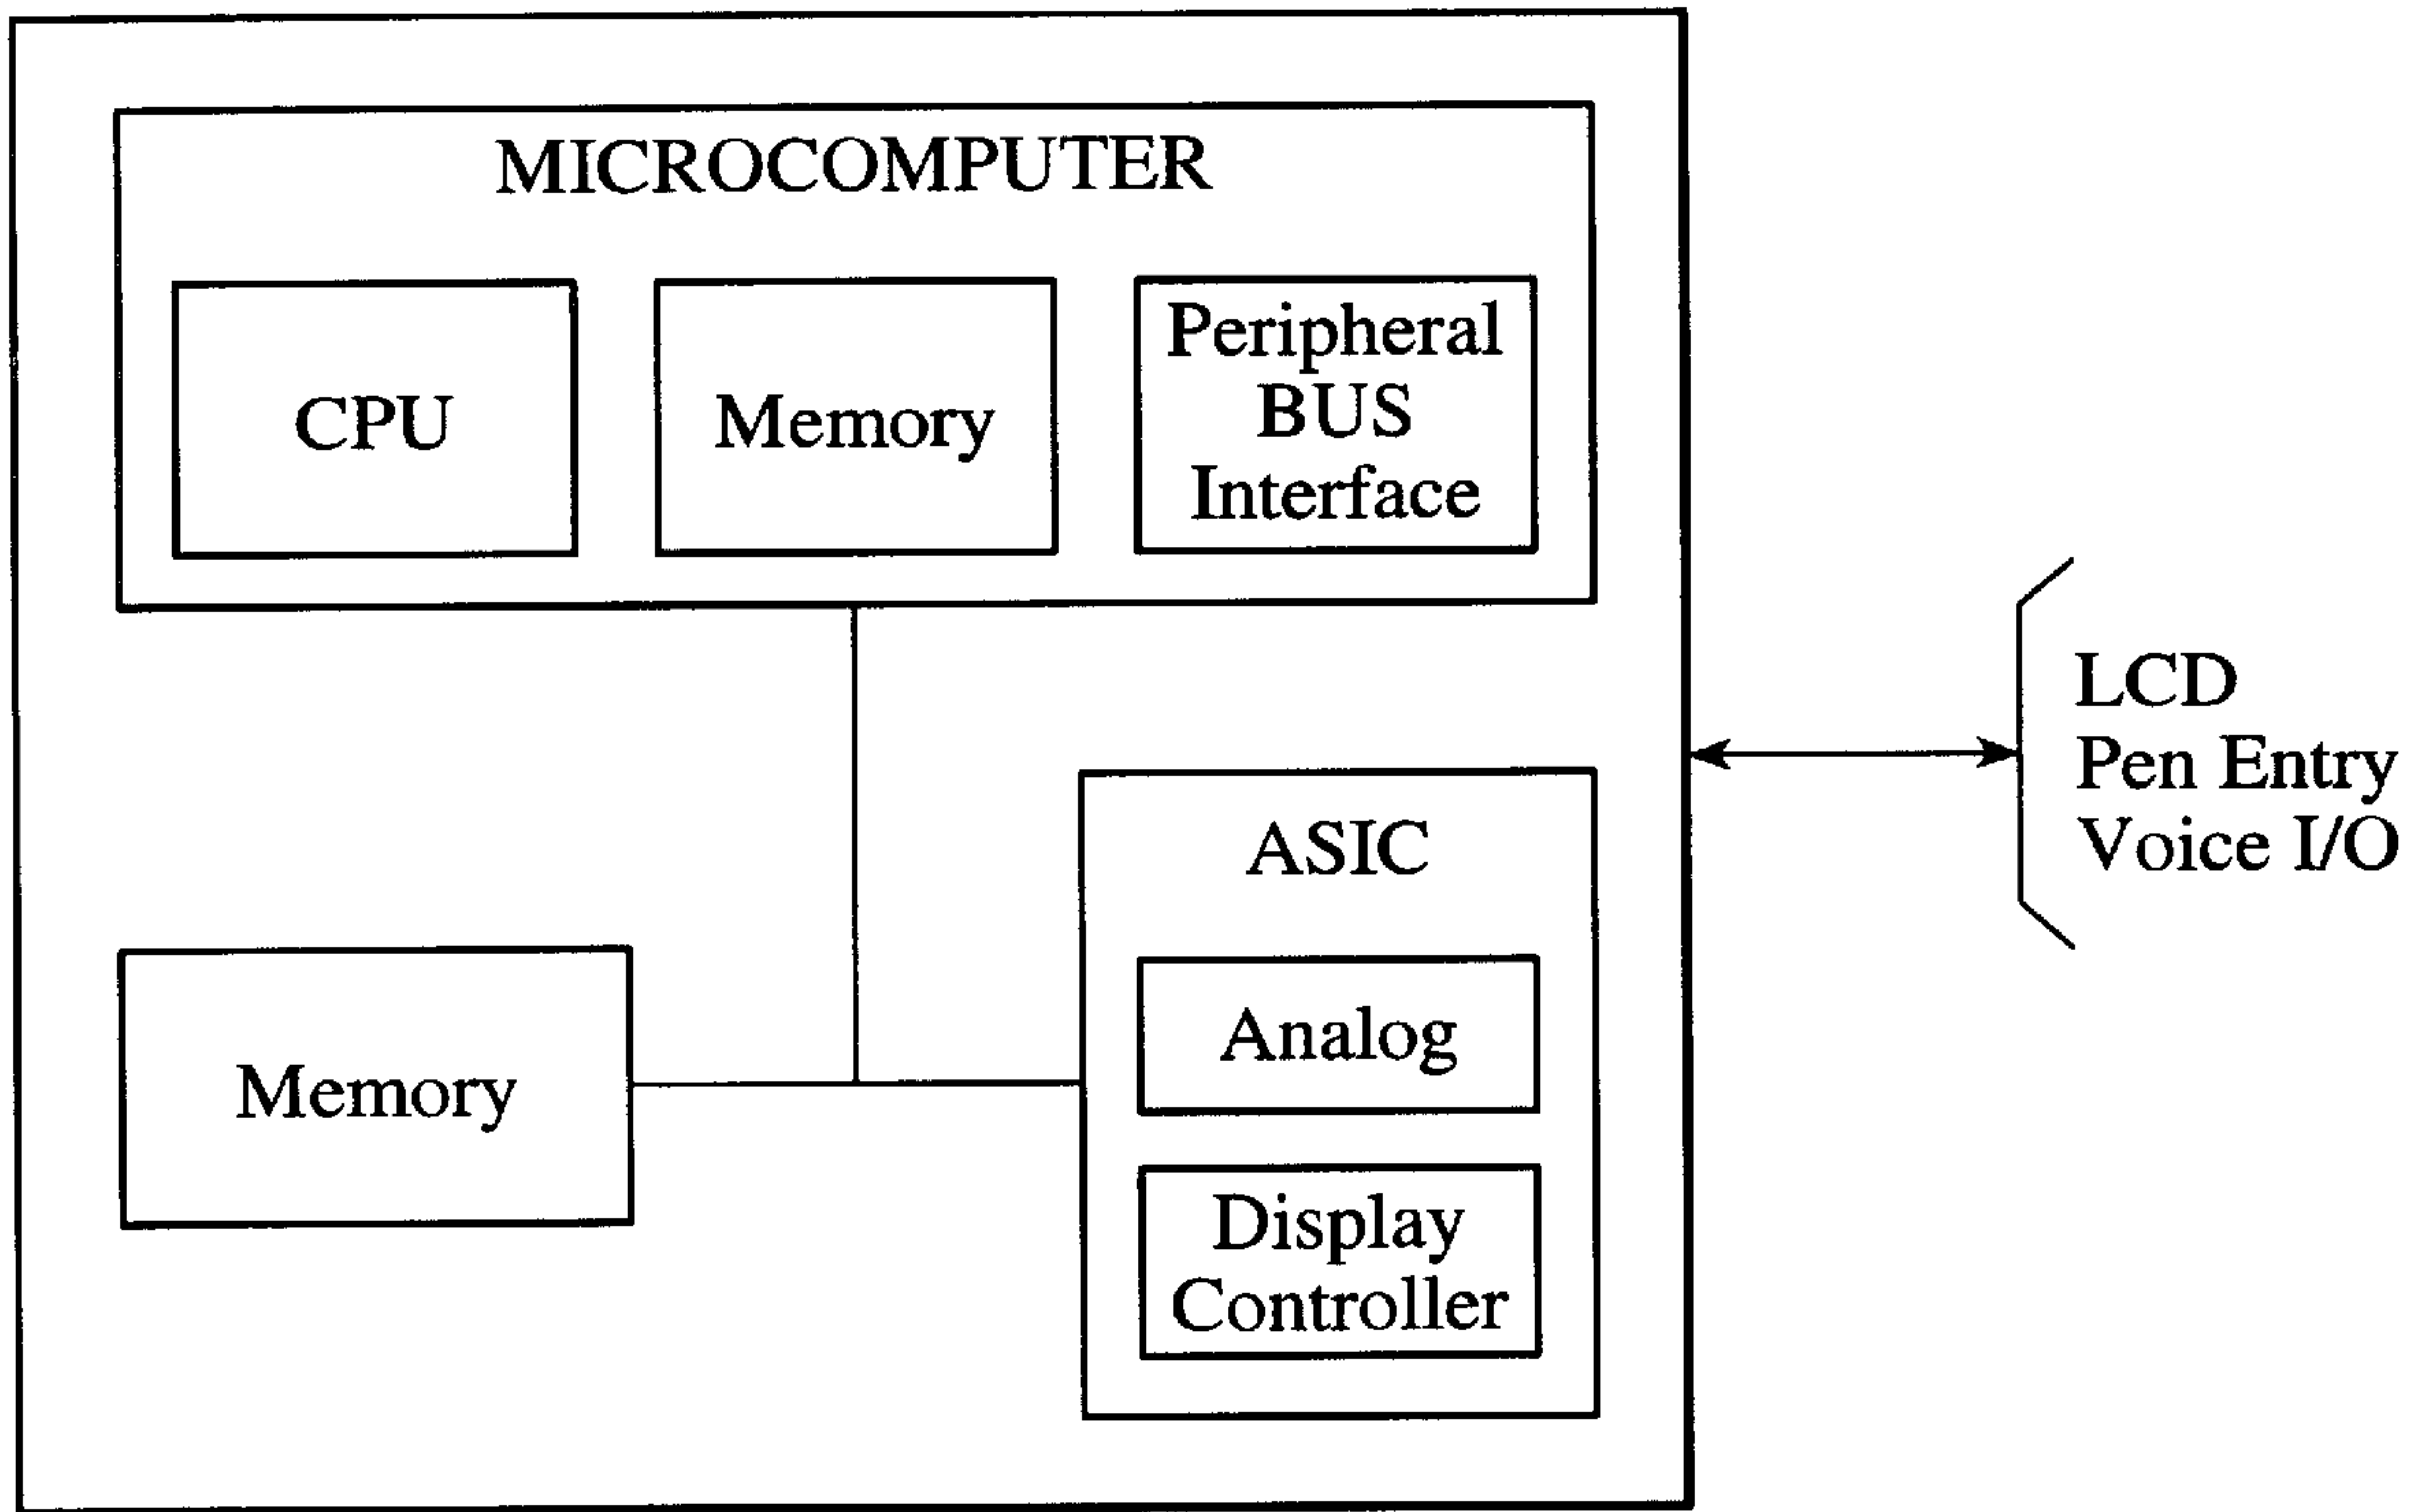 MICROCOMPUTER
CPU
Memory
Peripheral
BUS
Interface
LCD
Pen Entry
Voice I/O
ASIC
Analog
Memory
Display
Controller